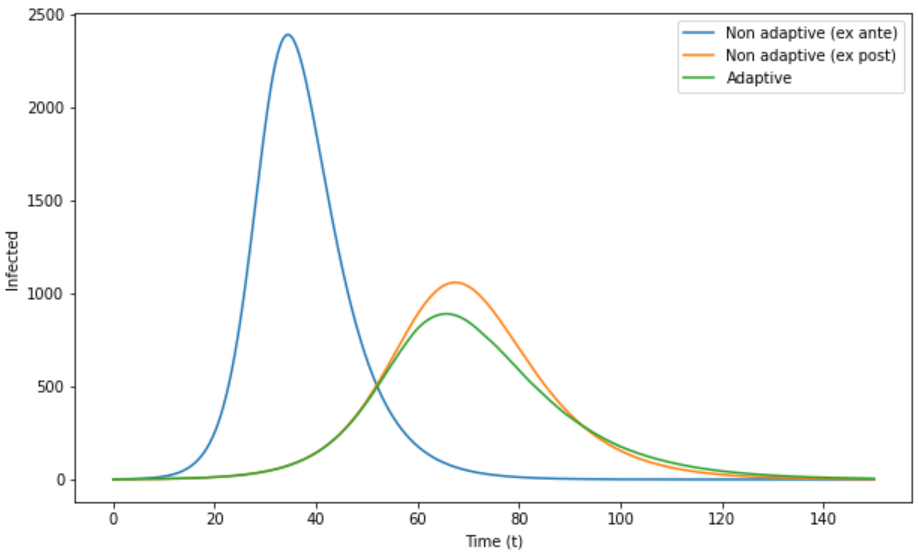 2500
2000
1500
1000
500
0
Infected
Non adaptive (ex ante)
Non adaptive (ex post)
Adaptive
0 20 40 60 80 100 120 140
Time (t)